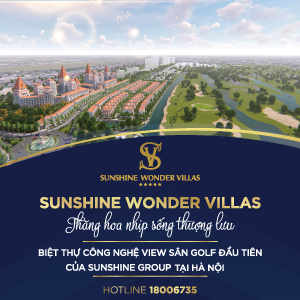 SUNSHINE WONDER VILLAS
SUNSHINE WONDER VILLAS
Thăng hoa nhịp sống thượng lưu
BIỆT THỰ CÔNG NGHỆ VIEW SÂN GOLF ĐẦU TIÊN
CỦA SUNSHINE GROUP TẠI HÀ NỘI
HOTLINE 18006735